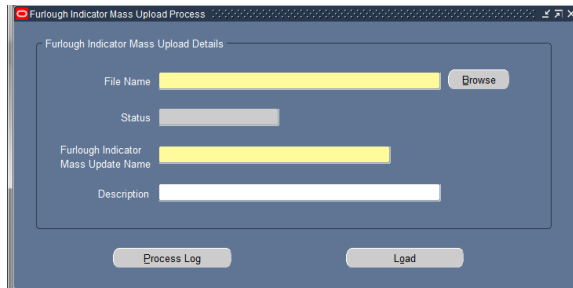 Furlough Indicator Mass Upload Process
Furlough Indicator Mass Upload Details
File Name
Browse
Status
Furlough Indicator
Mass Update Name
Description
Process Log
Load